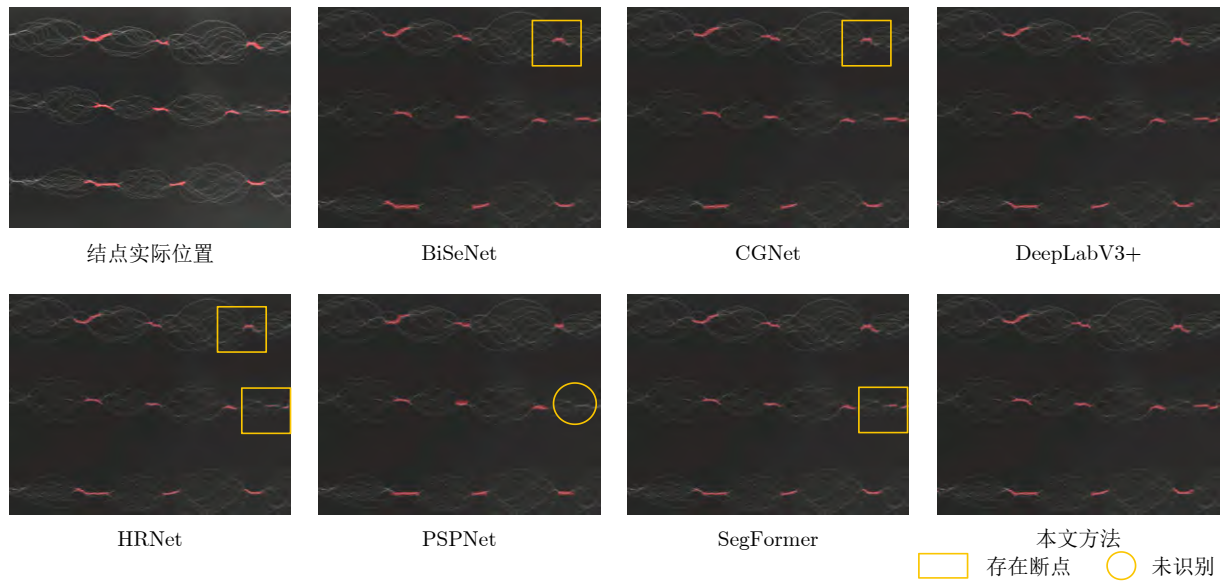 结点实际位置
BiSeNet
CGNet
DeepLabV3+
HRNet
PSPNet
SegFormer
本文方法
存在断点
未识别